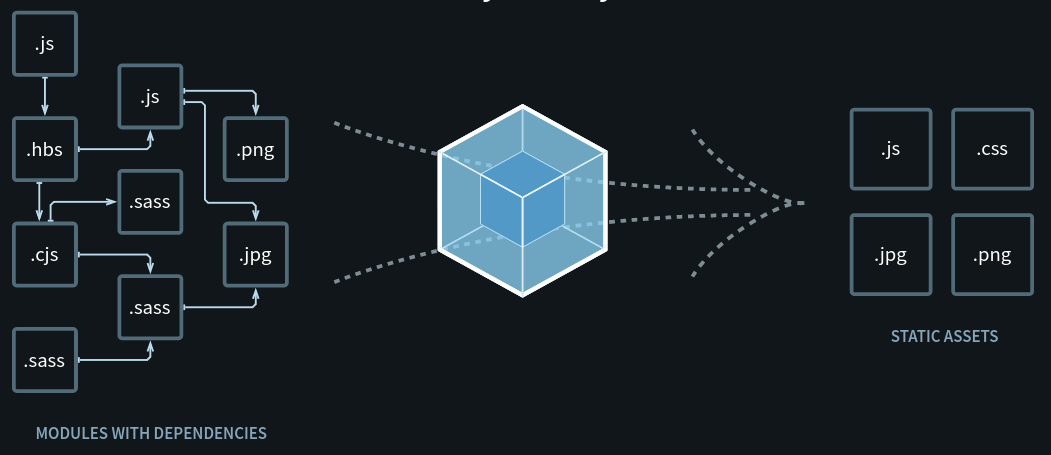 .js
.js
.hbs
.png
.sass
.cjs
.jpg
.sass
.sass
MODULES WITH DEPENDENCIES
.js
.css
.jpg
.png
STATIC ASSETS